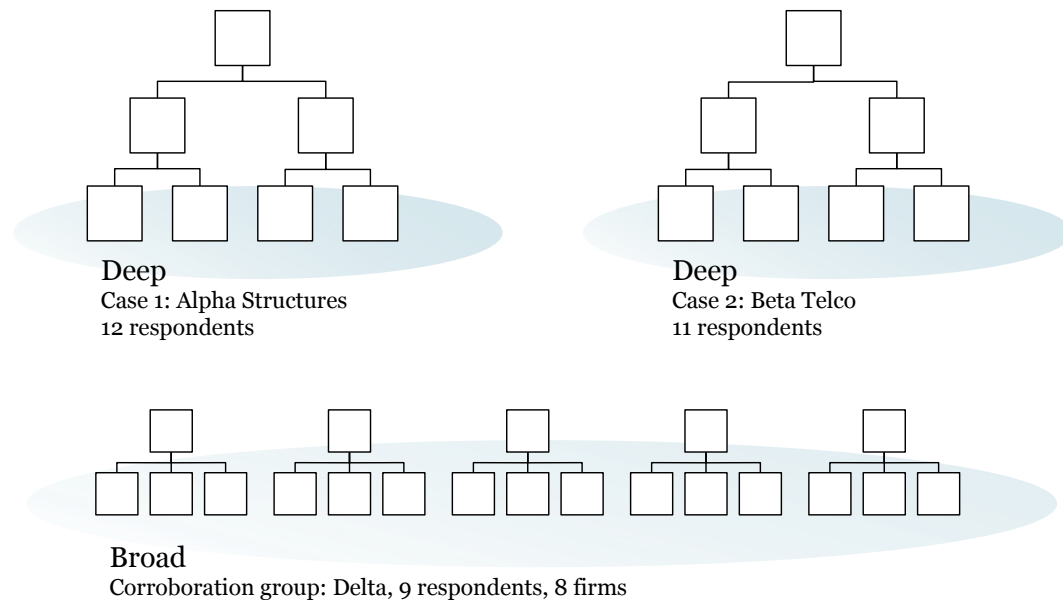 Deep
Case 1: Alpha Structures
12 respondents
Deep
Case 2: Beta Telco
11 respondents
Broad
Corroboration group: Delta, 9 respondents, 8 firms